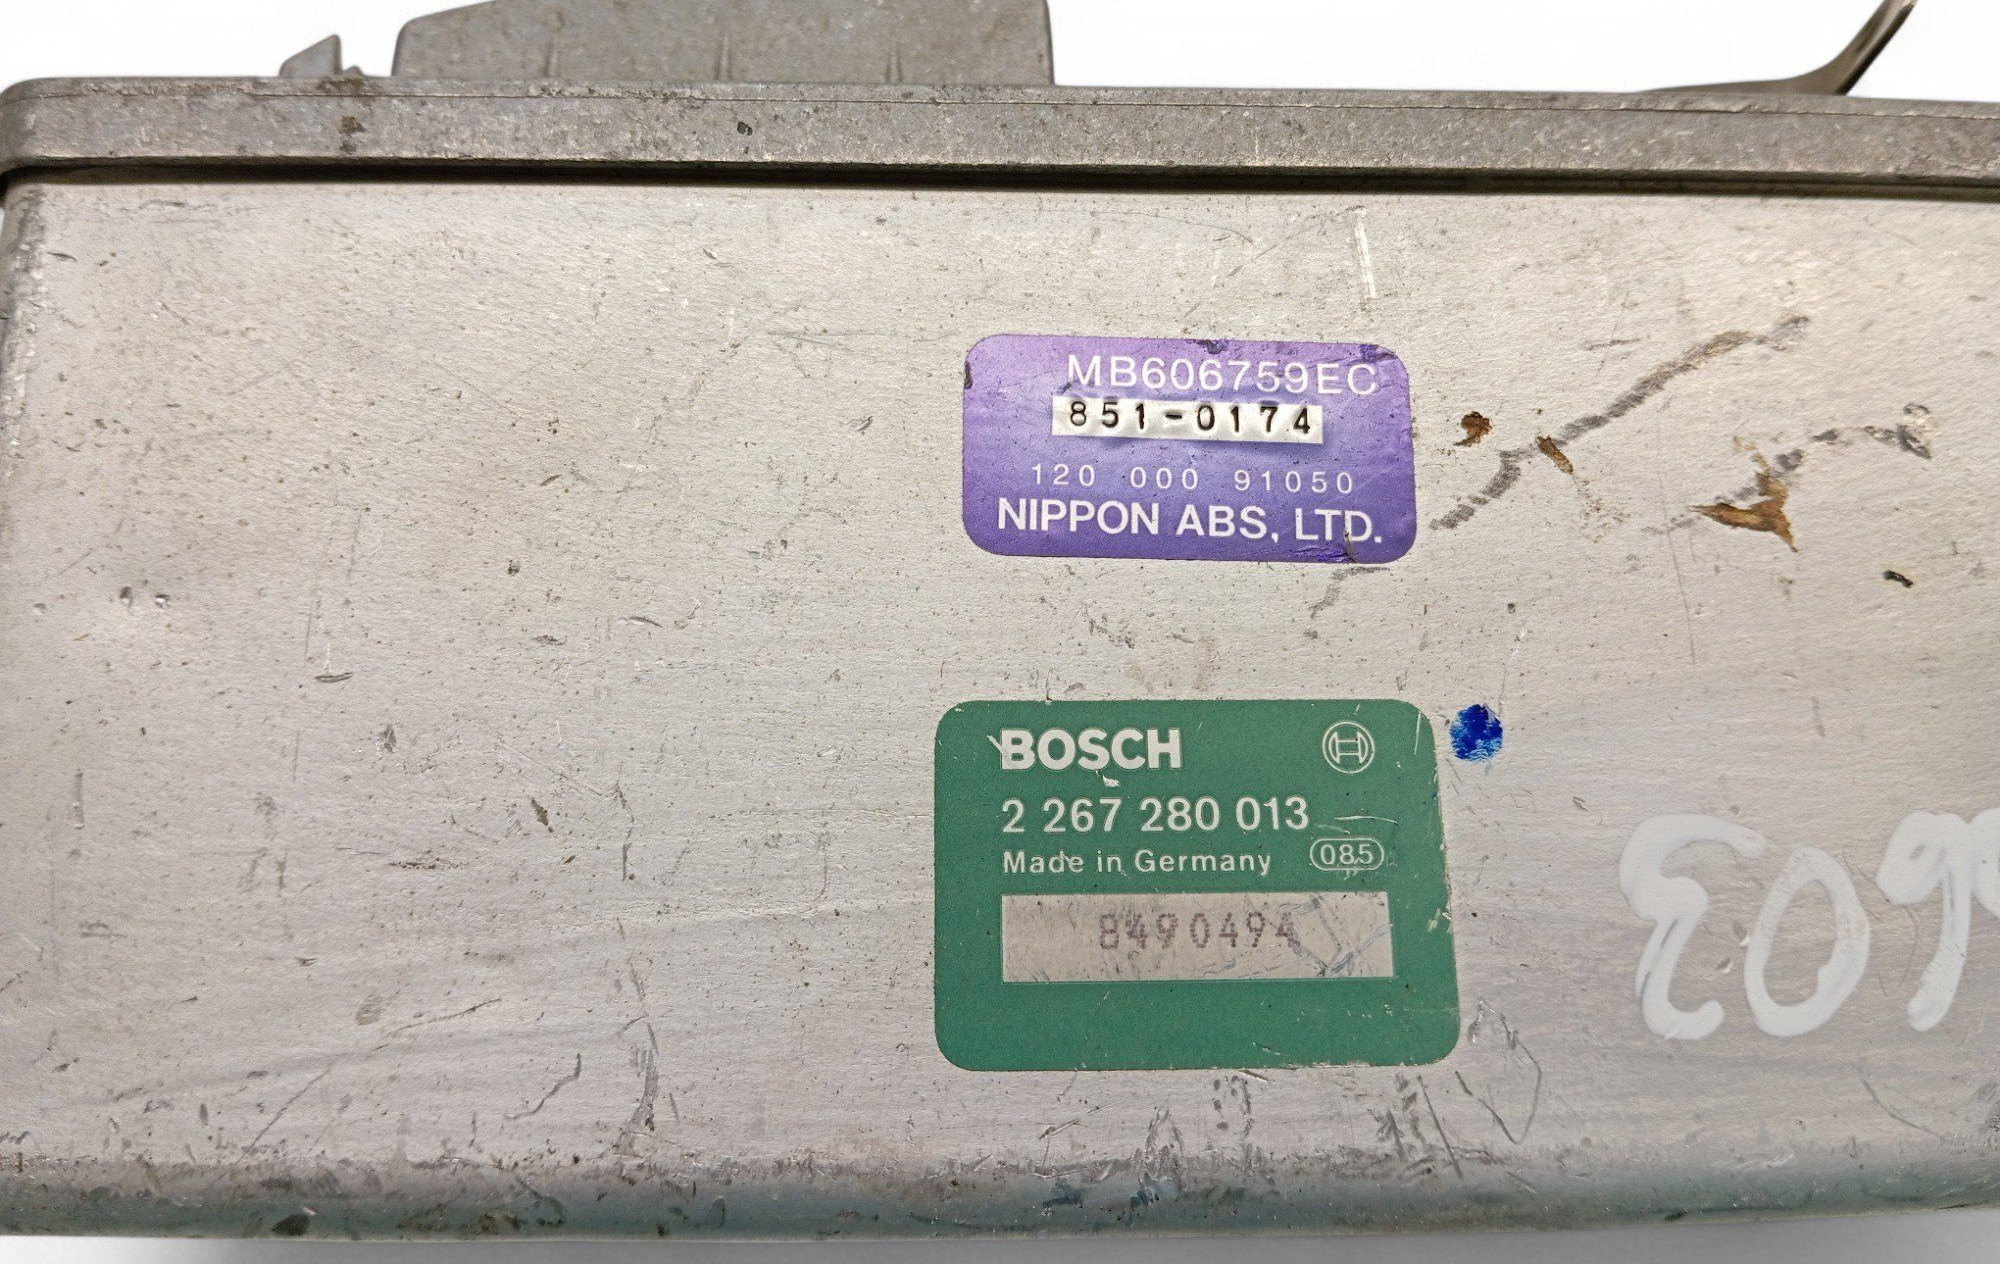 MB606759EC
851-0174
120 000 91050
NIPPON ABS, LTD.
BOSCH
2 267 280 013
Made in Germany 085
8490494